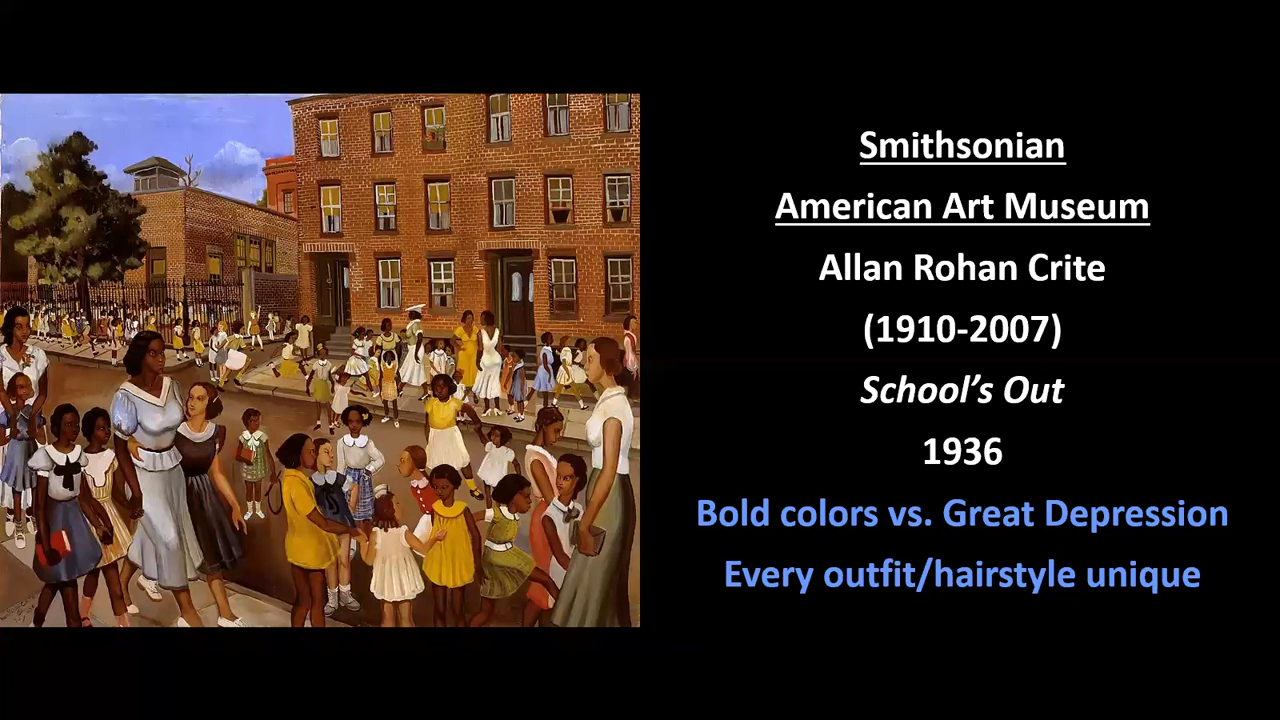 Smithsonian
American Art Museum
Allan Rohan Crite
(1910-2007)
School’s Out
1936
Bold colors vs. Great Depression
Every outfit/hairstyle unique